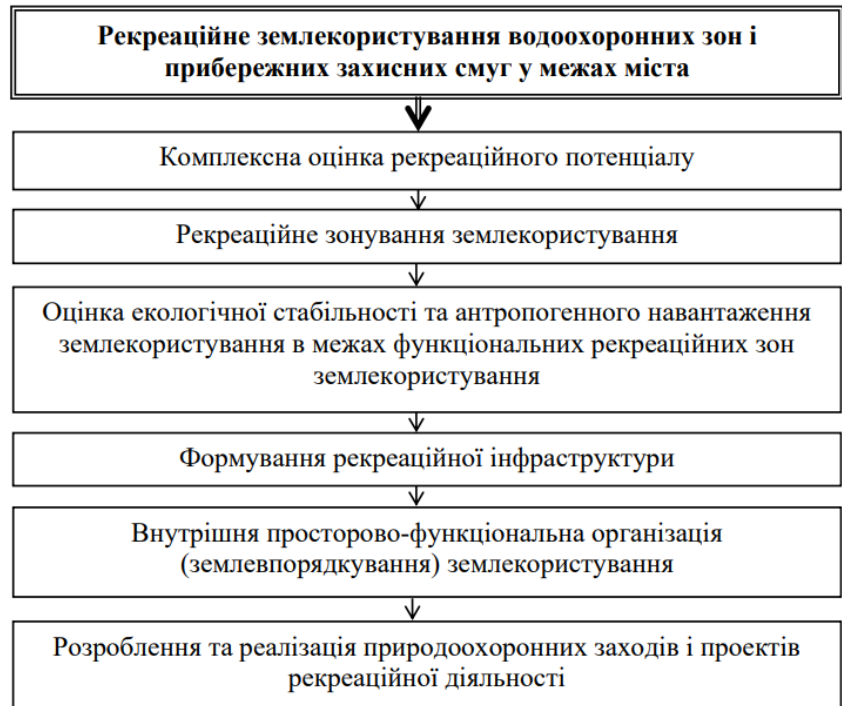 Рекреаційне землекористування водоохоронних зон і
прибережних захисних смуг у межах міста
Комплексна оцінка рекреаційного потенціалу
Рекреаційне зонування землекористування
Оцінка екологічної стабільності та антропогенного навантаження
землекористування в межах функціональних рекреаційних зон
землекористування
Формування рекреаційної інфраструктури
Внутрішня просторово-функціональна організація
(землевпорядкування) землекористування
Розроблення та реалізація природоохоронних заходів і проектів
рекреаційної діяльності